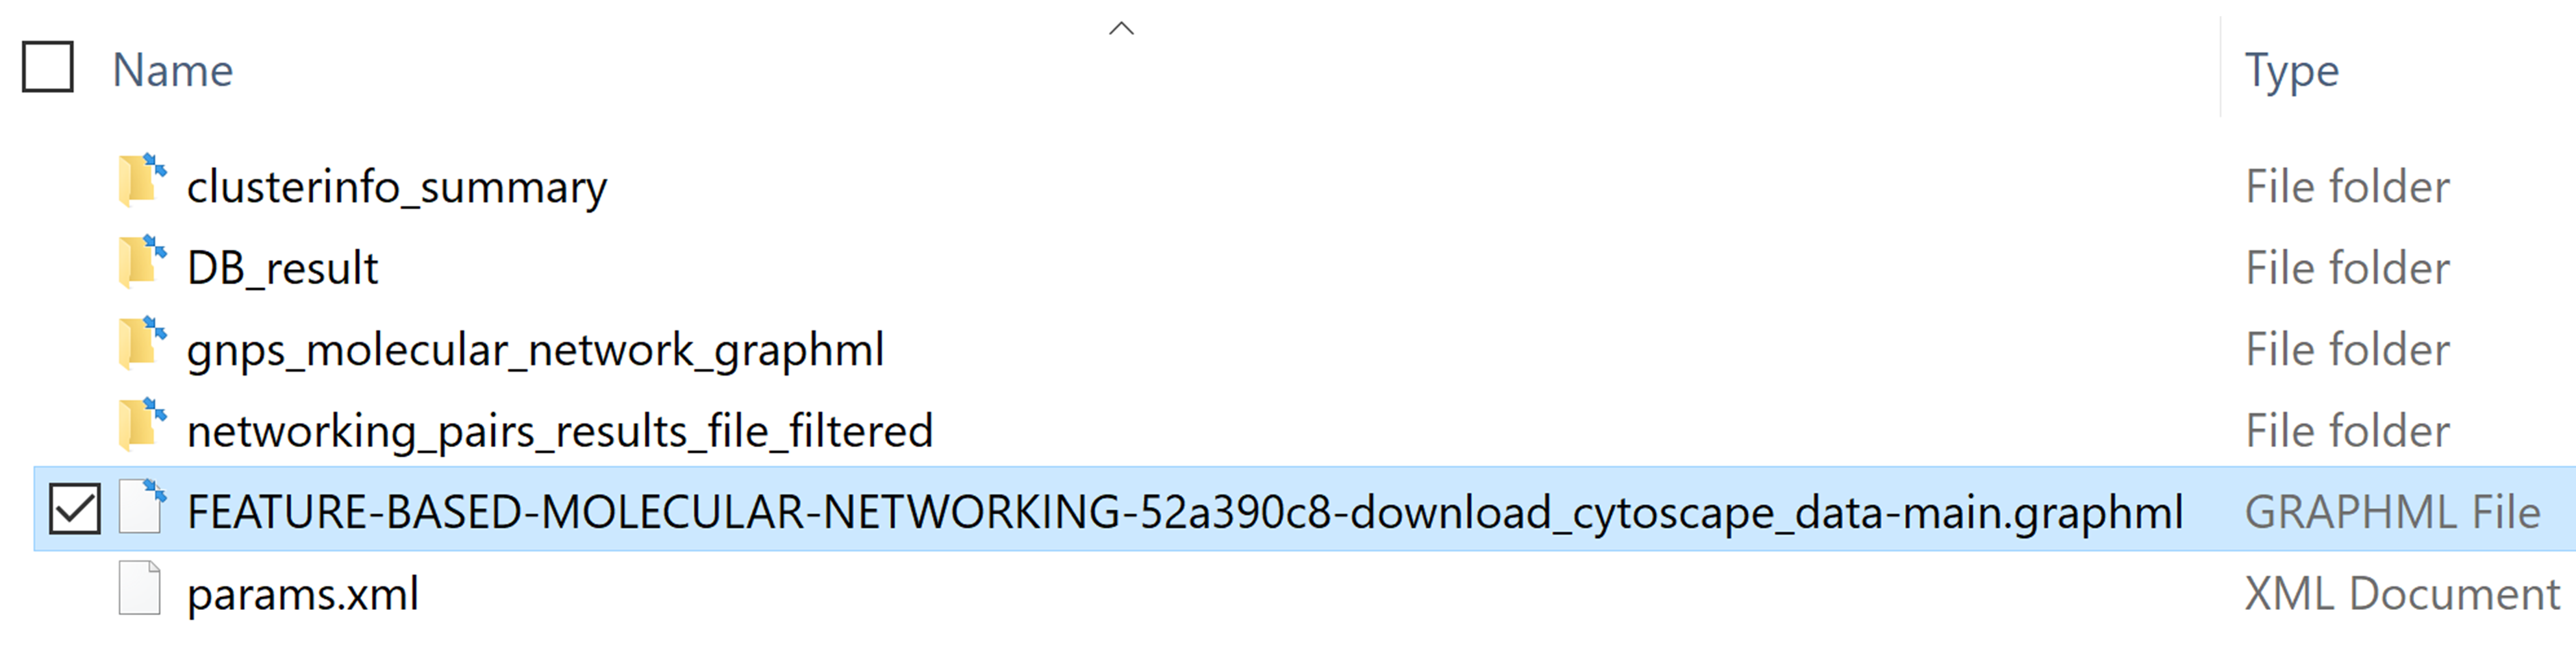 Name Type
clusterinfo_summary File folder
DB_result File folder
gnps_molecular_network_graphml File folder
networking_pairs_results_file_filtered File folder
FEATURE-BASED-MOLECULAR-NETWORKING-52a390c8-download_cytoscape_data-main.graphml GRAPHML File
params.xml XML Document